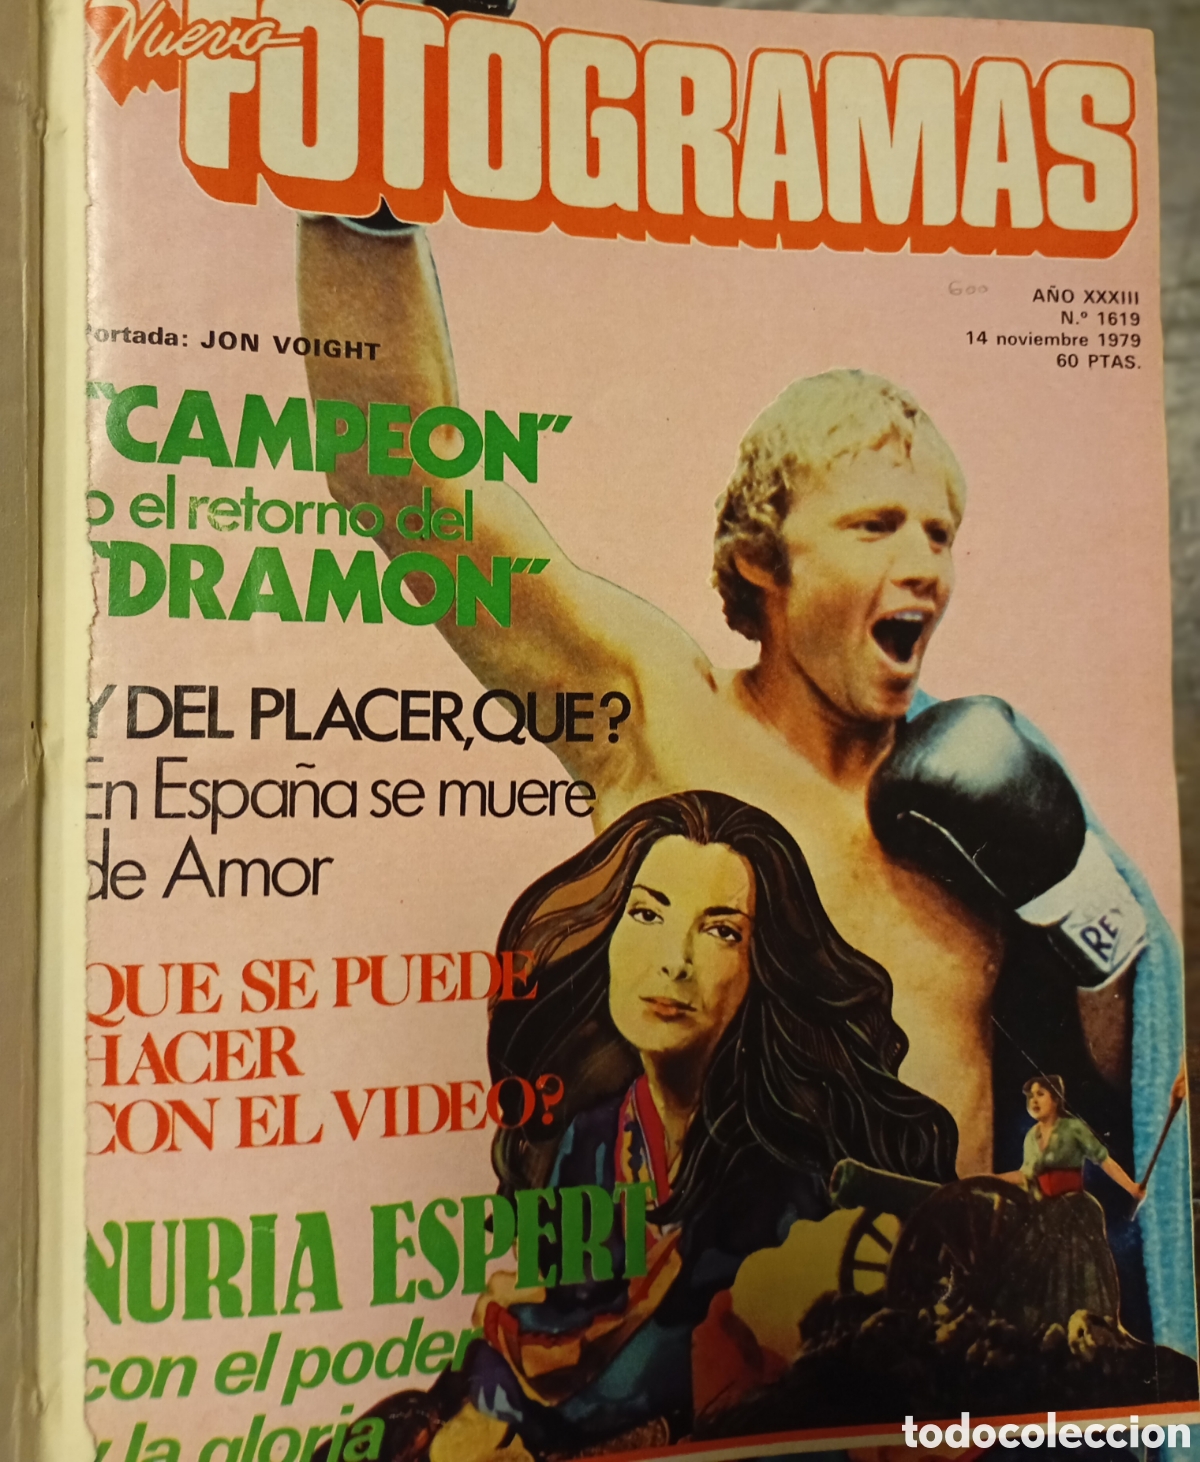 Nuevo
FOTOGRAMAS
600
AÑO XXXIII
N.º 1619
14 noviembre 1979
60 PTAS.
Portada: JON VOIGHT
"CAMPEON"
o el retorno del
"DRAMON"
Y DEL PLACER, QUE?
En España se muere
de Amor
QUE SE PUEDE
HACER
CON EL VIDEO?
NURIA ESPERT
con el poder
y la gloria
REY
todocoleccion